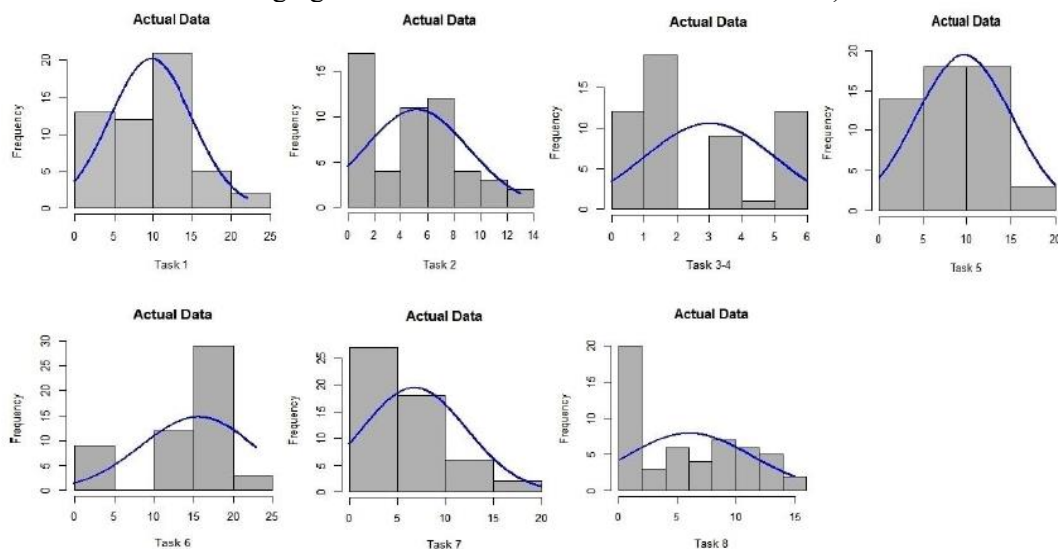 Actual Data
Frequency
0 5 10 15 20
0 5 10 15 20 25
Task 1
Actual Data
Frequency
0 5 10 15
0 2 4 6 8 10 12 14
Task 2
Actual Data
Frequency
0 5 10 15
0 1 2 3 4 5 6
Task 3-4
Actual Data
Frequency
0 5 10 15 20
0 5 10 15 20
Task 5
Actual Data
Frequency
0 5 10 15 20 25 30
0 5 10 15 20 25
Task 6
Actual Data
Frequency
0 5 10 15 20 25
0 5 10 15 20
Task 7
Actual Data
Frequency
0 5 10 15 20
0 5 10 15
Task 8